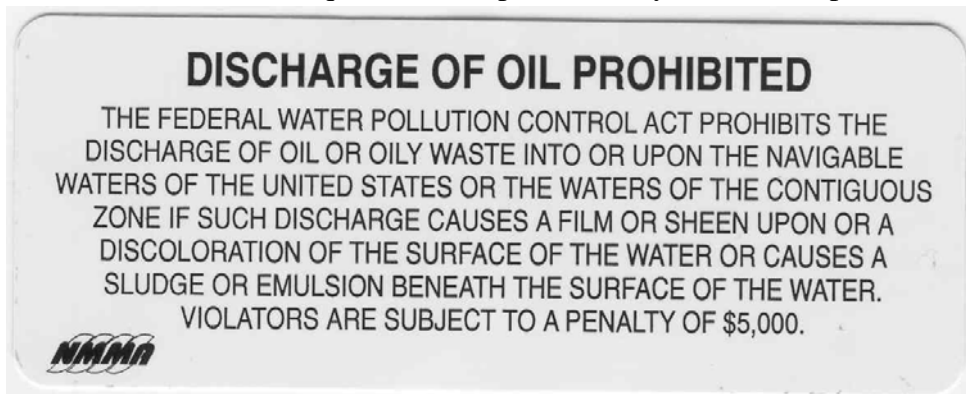 DISCHARGE OF OIL PROHIBITED
THE FEDERAL WATER POLLUTION CONTROL ACT PROHIBITS THE
DISCHARGE OF OIL OR OILY WASTE INTO OR UPON THE NAVIGABLE
WATERS OF THE UNITED STATES OR THE WATERS OF THE CONTIGUOUS
ZONE IF SUCH DISCHARGE CAUSES A FILM OR SHEEN UPON OR A
DISCOLORATION OF THE SURFACE OF THE WATER OR CAUSES A
SLUDGE OR EMULSION BENEATH THE SURFACE OF THE WATER.
VIOLATORS ARE SUBJECT TO A PENALTY OF $5,000.
NMMA